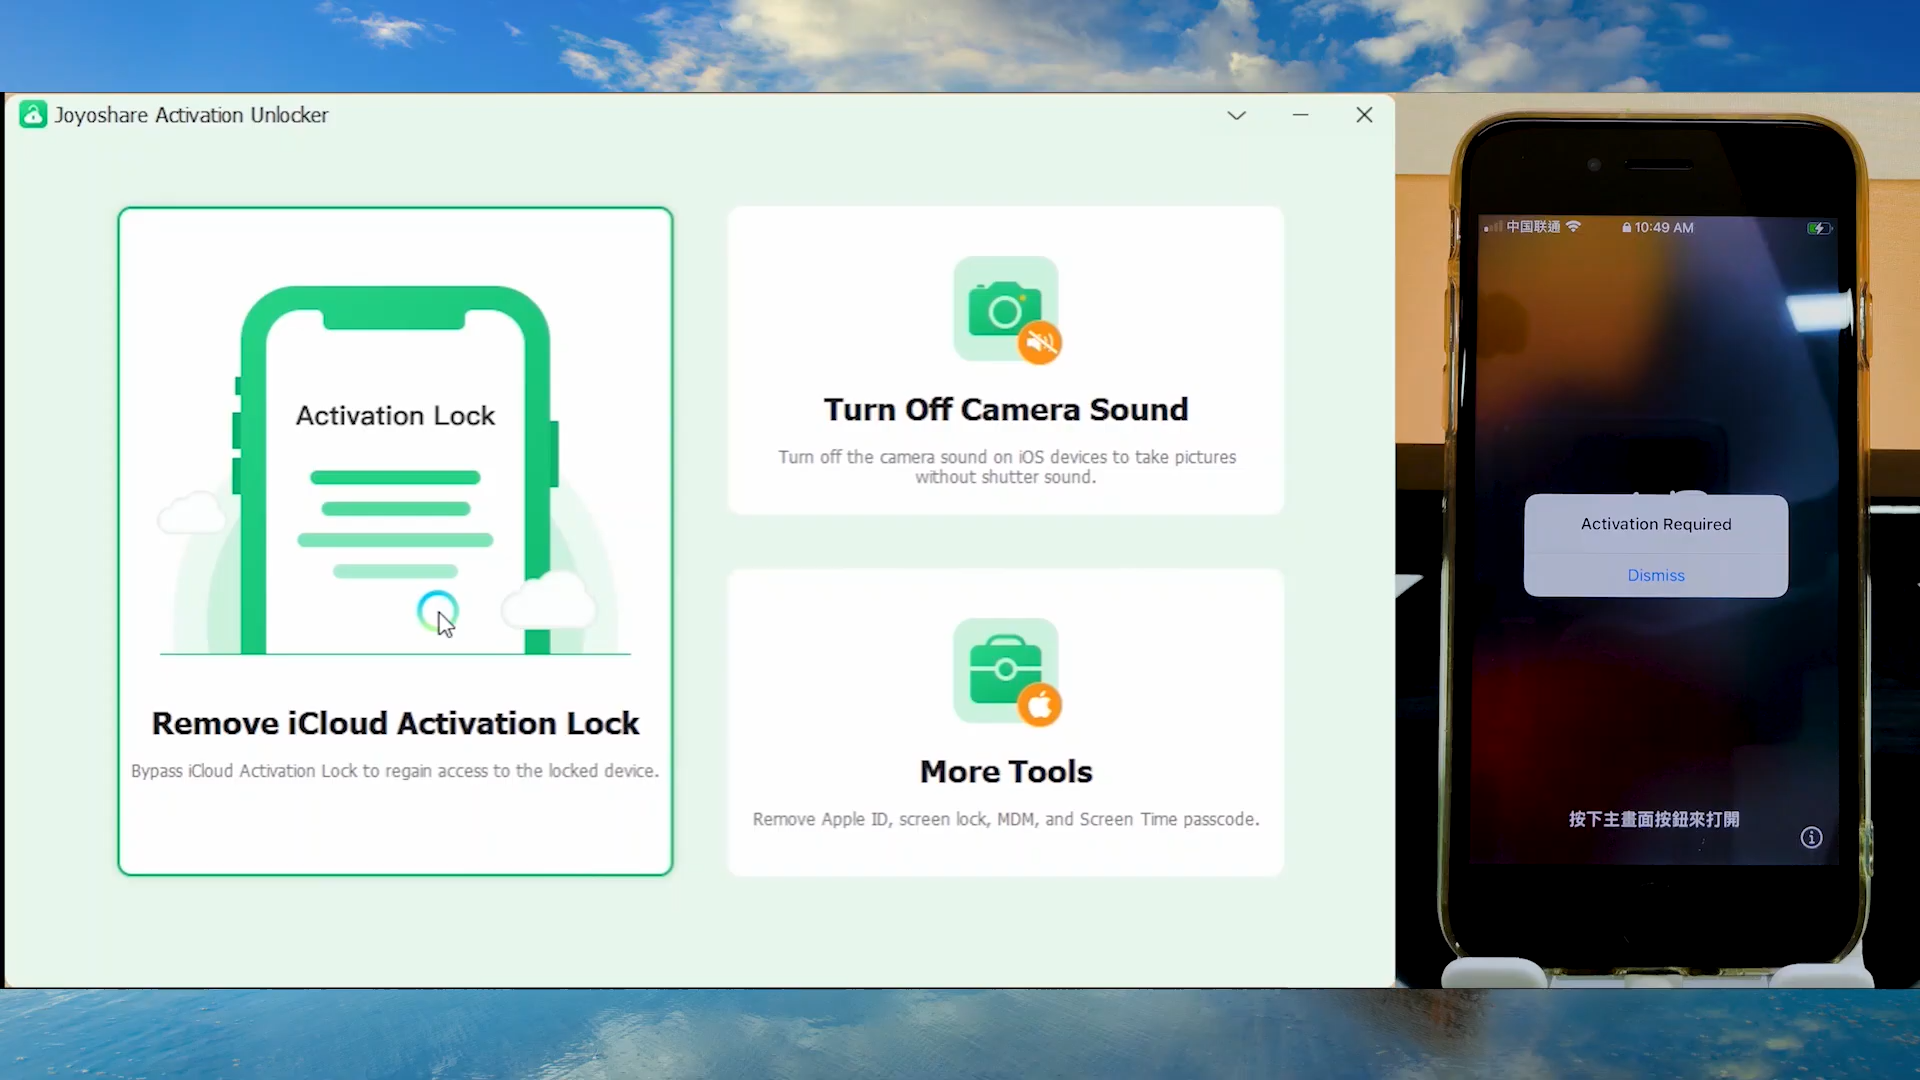 Joyoshare Activation Unlocker
Activation Lock
Remove iCloud Activation Lock
Bypass iCloud Activation Lock to regain access to the locked device.
Turn Off Camera Sound
Turn off the camera sound on iOS devices to take pictures
without shutter sound.
More Tools
Remove Apple ID, screen lock, MDM, and Screen Time passcode.
中国联通 10:49 AM
Activation Required
Dismiss
按下主畫面按鈕來打開